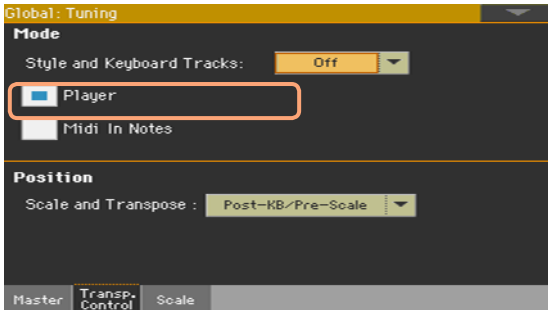 Global: Tuning
Mode
Style and Keyboard Tracks: Off
Player
Midi In Notes
Position
Scale and Transpose : Post-KB/Pre-Scale
Master Transp. Control Scale